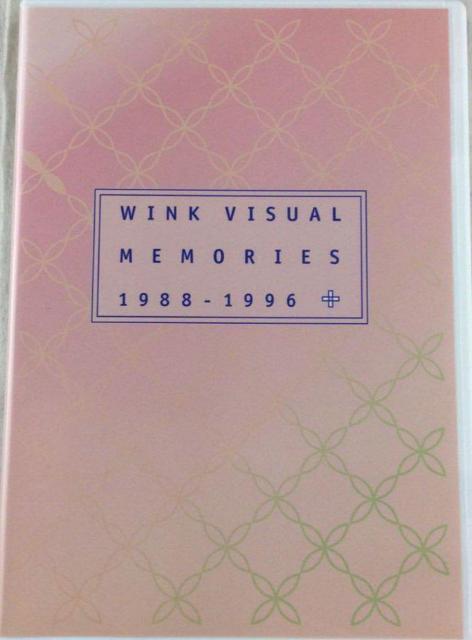 WINK VISUAL
MEMORIES
1988-1996 +